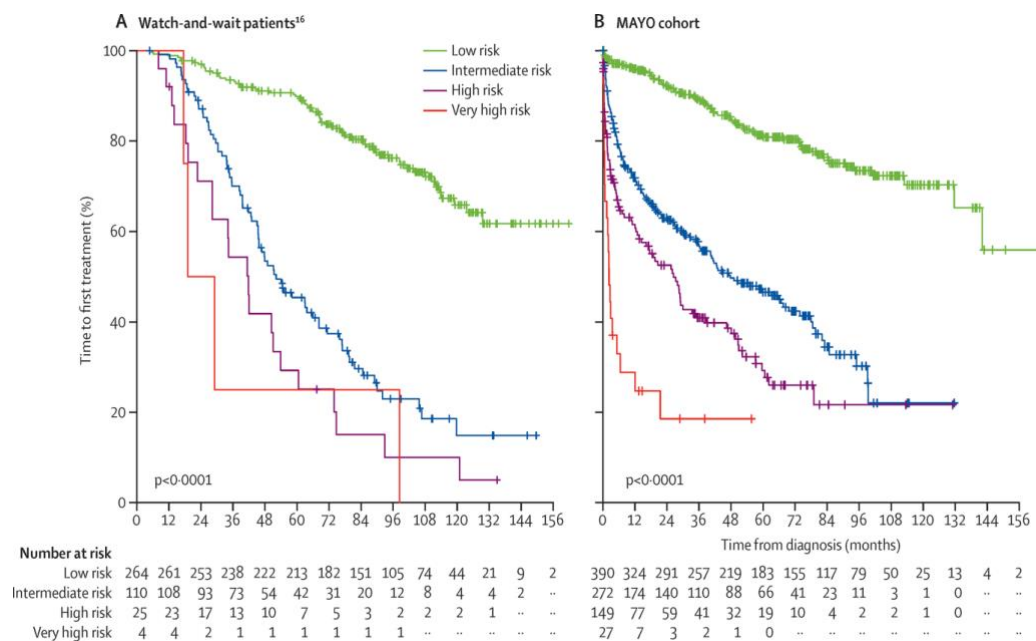 A Watch-and-wait patients¹⁶
B MAYO cohort
Low risk
Intermediate risk
High risk
Very high risk
Time to first treatment (%)
100
80
60
40
20
0
p<0·0001
p<0·0001
0 12 24 36 48 60 72 84 96 108 120 132 144 156
0 12 24 36 48 60 72 84 96 108 120 132 144 156
Time from diagnosis (months)
Number at risk
Low risk 264 261 253 238 222 213 182 151 105 74 44 21 9 2 390 324 291 257 219 183 155 117 79 50 25 13 4 2
Intermediate risk 110 108 93 73 54 42 31 20 12 8 4 4 2 ·· 272 174 140 110 88 66 41 23 11 3 1 0 ·· ··
High risk 25 23 17 13 10 7 5 3 2 2 2 1 ·· ·· 149 77 59 41 32 19 10 4 2 2 1 0 ·· ··
Very high risk 4 4 2 1 1 1 1 1 1 ·· ·· ·· ·· ·· 27 7 3 2 1 0 ·· ·· ·· ·· ·· ·· ·· ··